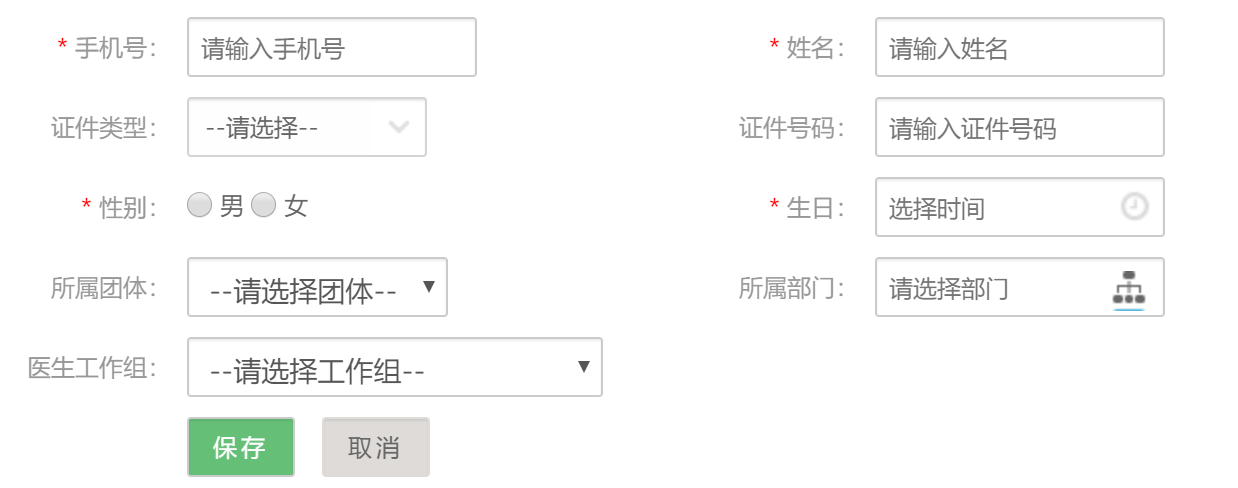 * 手机号： 请输入手机号 * 姓名： 请输入姓名
证件类型： --请选择-- 证件号码： 请输入证件号码
* 性别： 男 女 * 生日： 选择时间
所属团体： --请选择团体-- 所属部门： 请选择部门
医生工作组： --请选择工作组--
保存 取消